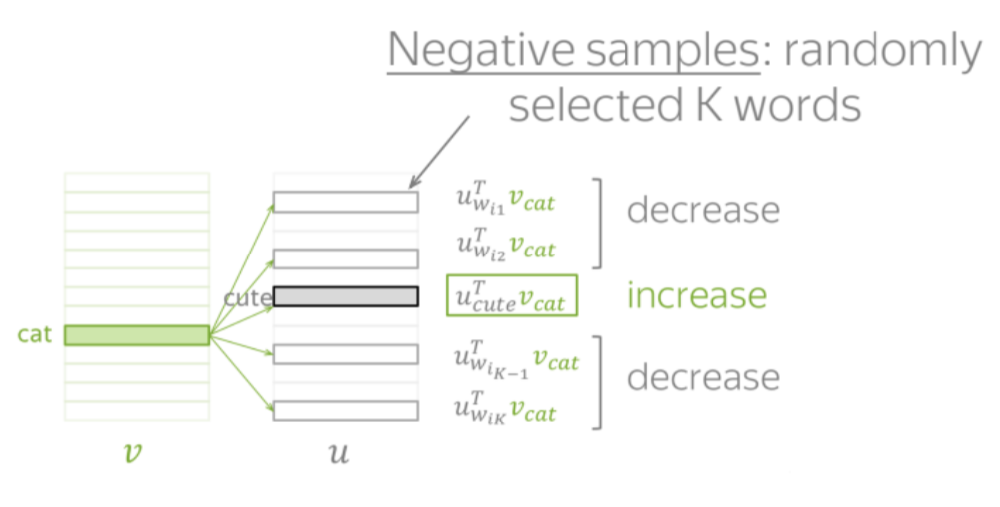 Negative samples: randomly
selected K words
u^T_{w_{i1}} v_{cat}
decrease
u^T_{w_{i2}} v_{cat}
cute
u^T_{cute} v_{cat}
increase
cat
u^T_{w_{i_{K-1}}} v_{cat}
decrease
u^T_{w_{iK}} v_{cat}
v
u